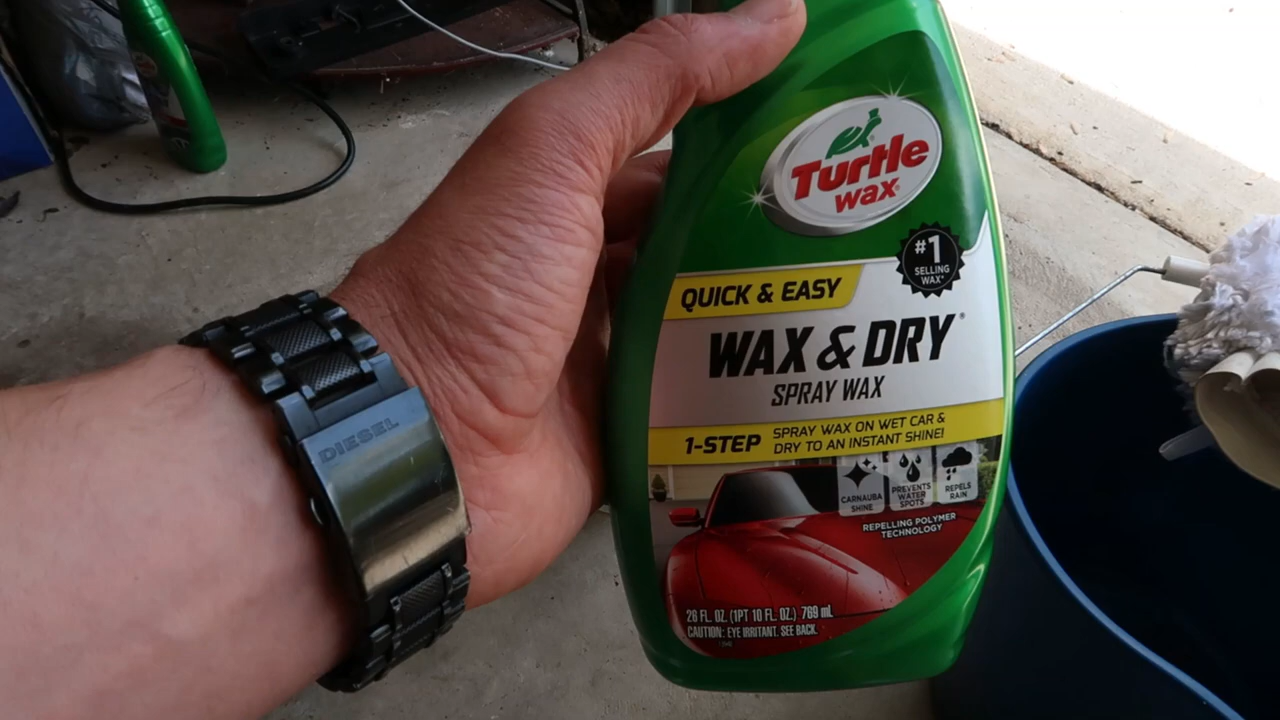 Turtle
wax®
#1
SELLING
WAX*
QUICK & EASY
WAX & DRY®
SPRAY WAX
1-STEP
SPRAY WAX ON WET CAR &
DRY TO AN INSTANT SHINE!
CARNAUBA
SHINE
PREVENTS
WATER
SPOTS
REPELS
RAIN
REPELLING POLYMER
TECHNOLOGY
26 FL. OZ. (1PT 10 FL. OZ.) 769 mL
CAUTION: EYE IRRITANT. SEE BACK.
DIESEL